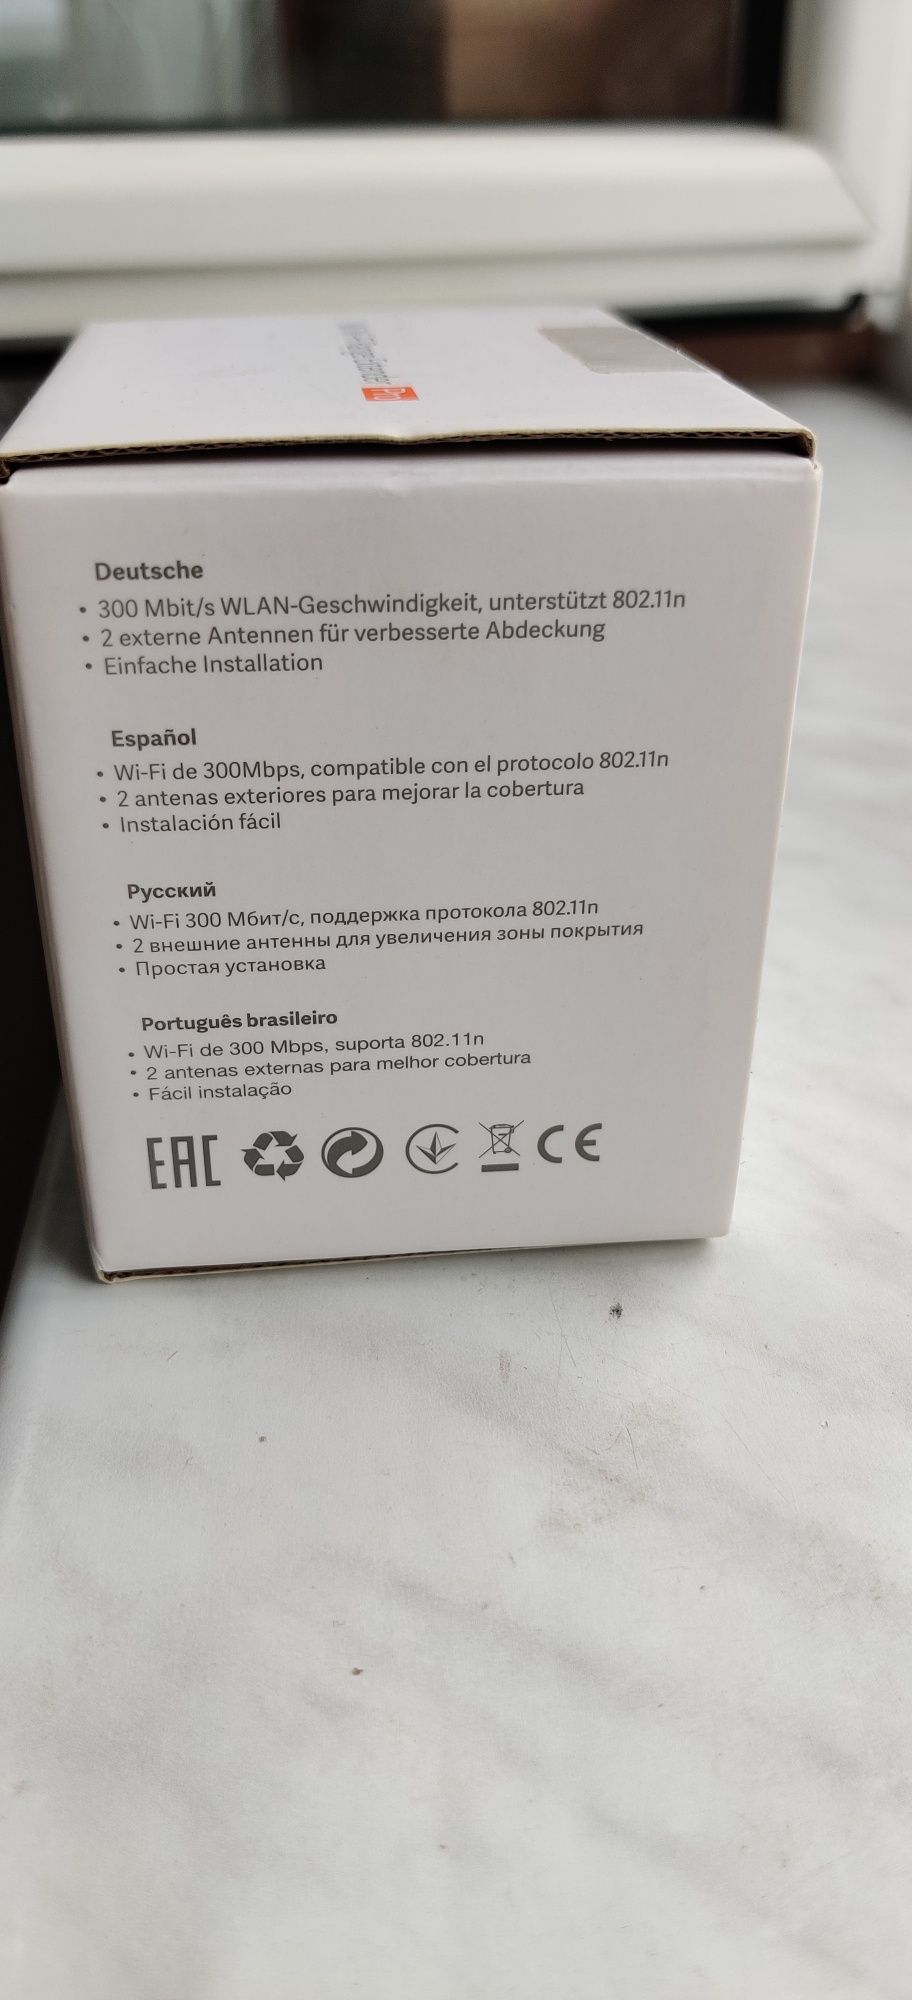 Pro
Deutsche
• 300 Mbit/s WLAN-Geschwindigkeit, unterstützt 802.11n
• 2 externe Antennen für verbesserte Abdeckung
• Einfache Installation
Español
• Wi-Fi de 300Mbps, compatible con el protocolo 802.11n
• 2 antenas exteriores para mejorar la cobertura
• Instalación fácil
Русский
• Wi-Fi 300 Мбит/с, поддержка протокола 802.11n
• 2 внешние антенны для увеличения зоны покрытия
• Простая установка
Português brasileiro
• Wi-Fi de 300 Mbps, suporta 802.11n
• 2 antenas externas para melhor cobertura
• Fácil instalação
EAC CE